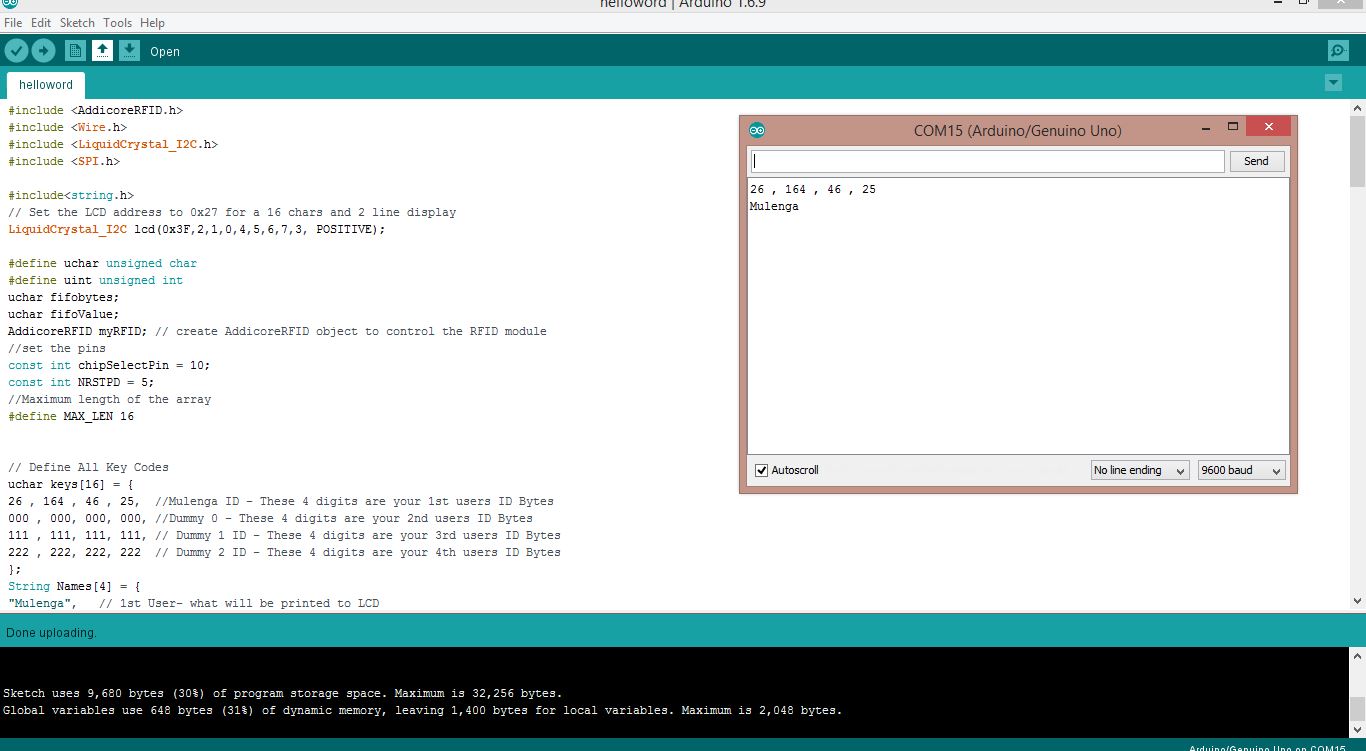 helloword | Arduino 1.6.9
File Edit Sketch Tools Help
Open
helloword
#include <AddicoreRFID.h>
#include <Wire.h>
#include <LiquidCrystal_I2C.h>
#include <SPI.h>
#include<string.h>
// Set the LCD address to 0x27 for a 16 chars and 2 line display
LiquidCrystal_I2C lcd(0x3F,2,1,0,4,5,6,7,3, POSITIVE);
#define uchar unsigned char
#define uint unsigned int
uchar fifobytes;
uchar fifoValue;
AddicoreRFID myRFID; // create AddicoreRFID object to control the RFID module
//set the pins
const int chipSelectPin = 10;
const int NRSTPD = 5;
//Maximum length of the array
#define MAX_LEN 16
// Define All Key Codes
uchar keys[16] = {
26 , 164 , 46 , 25,  //Mulenga ID - These 4 digits are your 1st users ID Bytes
000 , 000, 000, 000, //Dummy 0 - These 4 digits are your 2nd users ID Bytes
111 , 111, 111, 111, // Dummy 1 ID - These 4 digits are your 3rd users ID Bytes
222 , 222, 222, 222  // Dummy 2 ID - These 4 digits are your 4th users ID Bytes
};
String Names[4] = {
"Mulenga",   // 1st User- what will be printed to LCD
COM15 (Arduino/Genuino Uno)
Send
26 , 164 , 46 , 25
Mulenga
Autoscroll
No line ending
9600 baud
Done uploading.
Sketch uses 9,680 bytes (30%) of program storage space. Maximum is 32,256 bytes.
Global variables use 648 bytes (31%) of dynamic memory, leaving 1,400 bytes for local variables. Maximum is 2,048 bytes.
Arduino/Genuino Uno on COM15